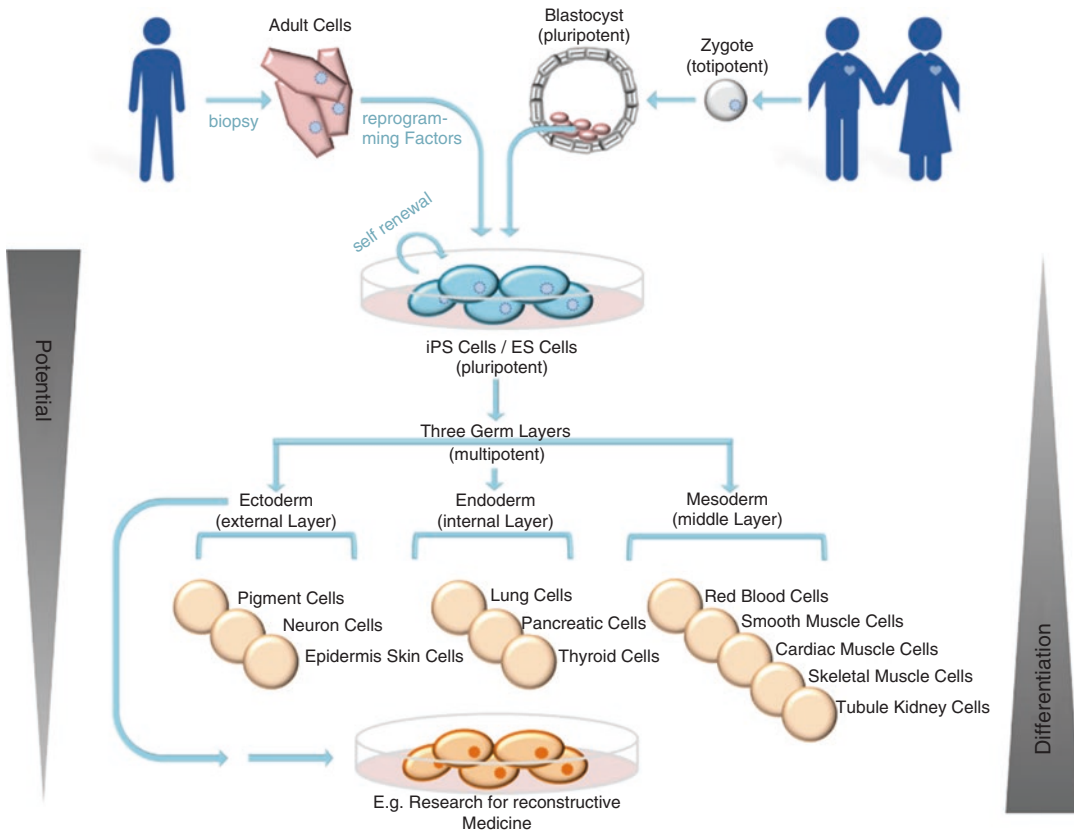 Adult Cells
Blastocyst
(pluripotent)
Zygote
(totipotent)
biopsy
reprogram-
ming Factors
self renewal
iPS Cells / ES Cells
(pluripotent)
Potential
Three Germ Layers
(multipotent)
Ectoderm
(external Layer)
Endoderm
(internal Layer)
Mesoderm
(middle Layer)
Pigment Cells
Neuron Cells
Epidermis Skin Cells
Lung Cells
Pancreatic Cells
Thyroid Cells
Red Blood Cells
Smooth Muscle Cells
Cardiac Muscle Cells
Skeletal Muscle Cells
Tubule Kidney Cells
Differentiation
E.g. Research for reconstructive
Medicine